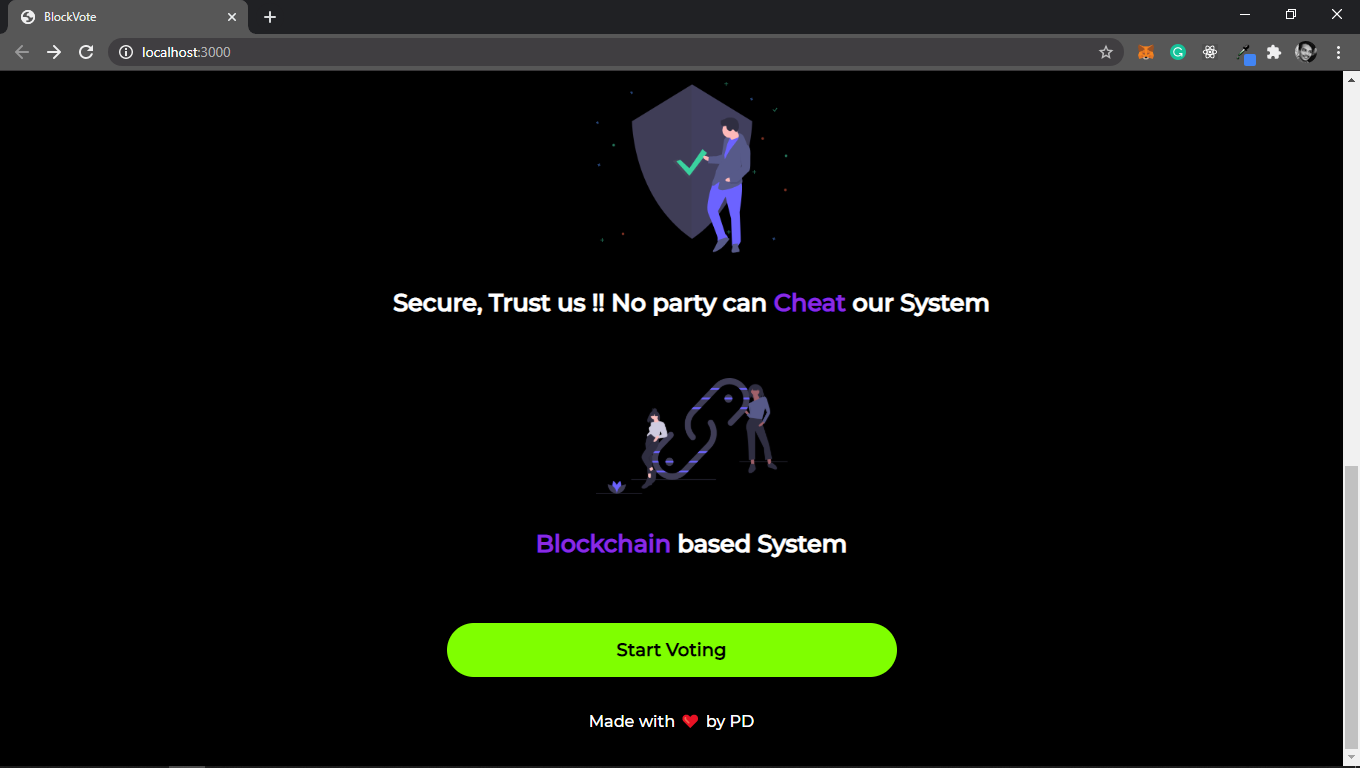 BlockVote
localhost:3000
Secure, Trust us !! No party can Cheat our System
Blockchain based System
Start Voting
Made with ❤ by PD